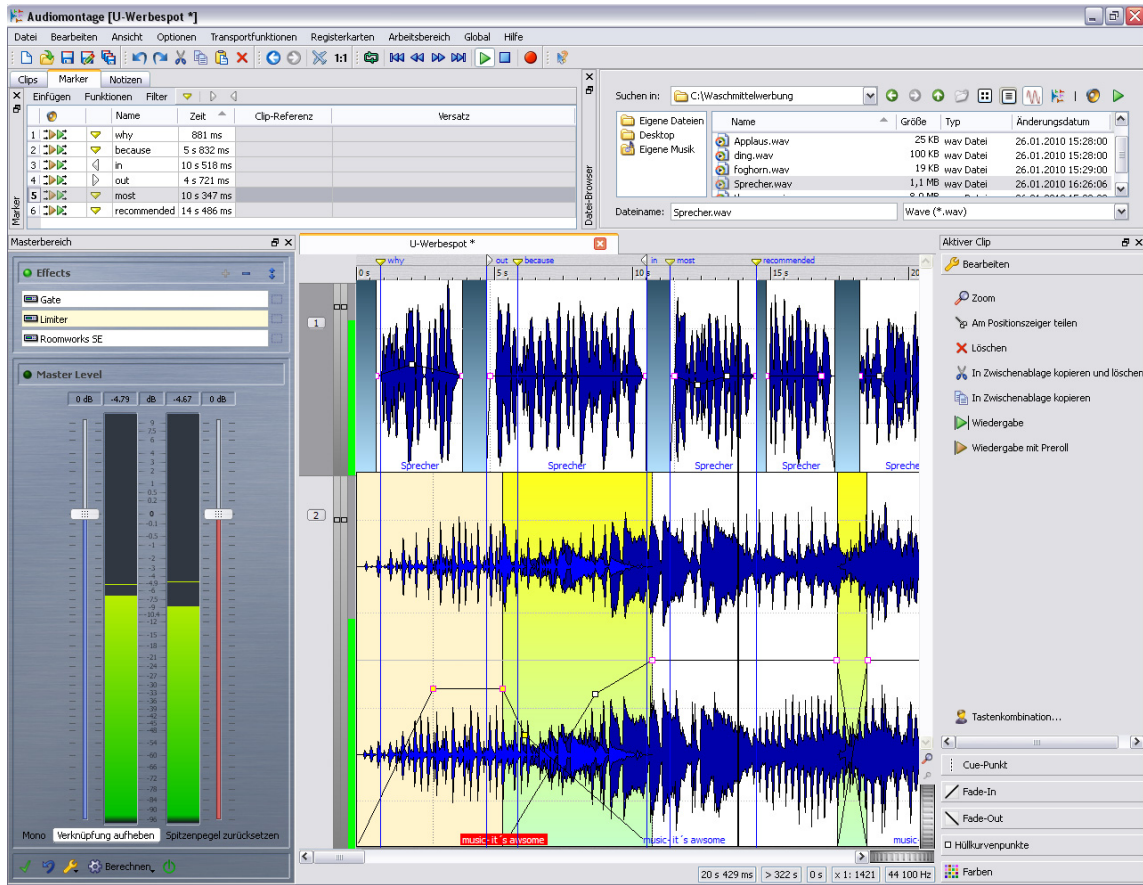 Audiomontage [U-Werbespot *]
Datei Bearbeiten Ansicht Optionen Transportfunktionen Registerkarten Arbeitsbereich Global Hilfe
1:1
Clips Marker Notizen
Einfügen Funktionen Filter
Name Zeit Clip-Referenz Versatz
1 why 881 ms
2 because 5 s 832 ms
3 in 10 s 518 ms
4 out 4 s 721 ms
5 most 10 s 347 ms
6 recommended 14 s 486 ms
Marker
Datei-Browser
Suchen in: C:\Waschmittelwerbung
Eigene Dateien
Desktop
Eigene Musik
Name Größe Typ Änderungsdatum
Applaus.wav 25 KB wav Datei 26.01.2010 15:28:00
ding.wav 100 KB wav Datei 26.01.2010 15:28:00
foghorn.wav 19 KB wav Datei 26.01.2010 15:29:00
Sprecher.wav 1,1 MB wav Datei 26.01.2010 16:26:06
Dateiname: Sprecher.wav Wave (*.wav)
Masterbereich
Effects
Gate
Limiter
Roomworks SE
Master Level
0 dB -4.79 dB -4.67 0 dB
Mono Verknüpfung aufheben Spitzenpegel zurücksetzen
Berechnen
U-Werbespot *
why out because in most recommended
0 s 5 s 10 s 15 s 20
1
Sprecher Sprecher Sprecher Sprecher Spreche
2
music- it´s awsome music- it´s awsome music-
20 s 429 ms > 322 s 0 s x 1: 1421 44 100 Hz
Aktiver Clip
Bearbeiten
Zoom
Am Positionszeiger teilen
Löschen
In Zwischenablage kopieren und löschen
In Zwischenablage kopieren
Wiedergabe
Wiedergabe mit Preroll
Tastenkombination...
Cue-Punkt
Fade-In
Fade-Out
Hüllkurvenpunkte
Farben